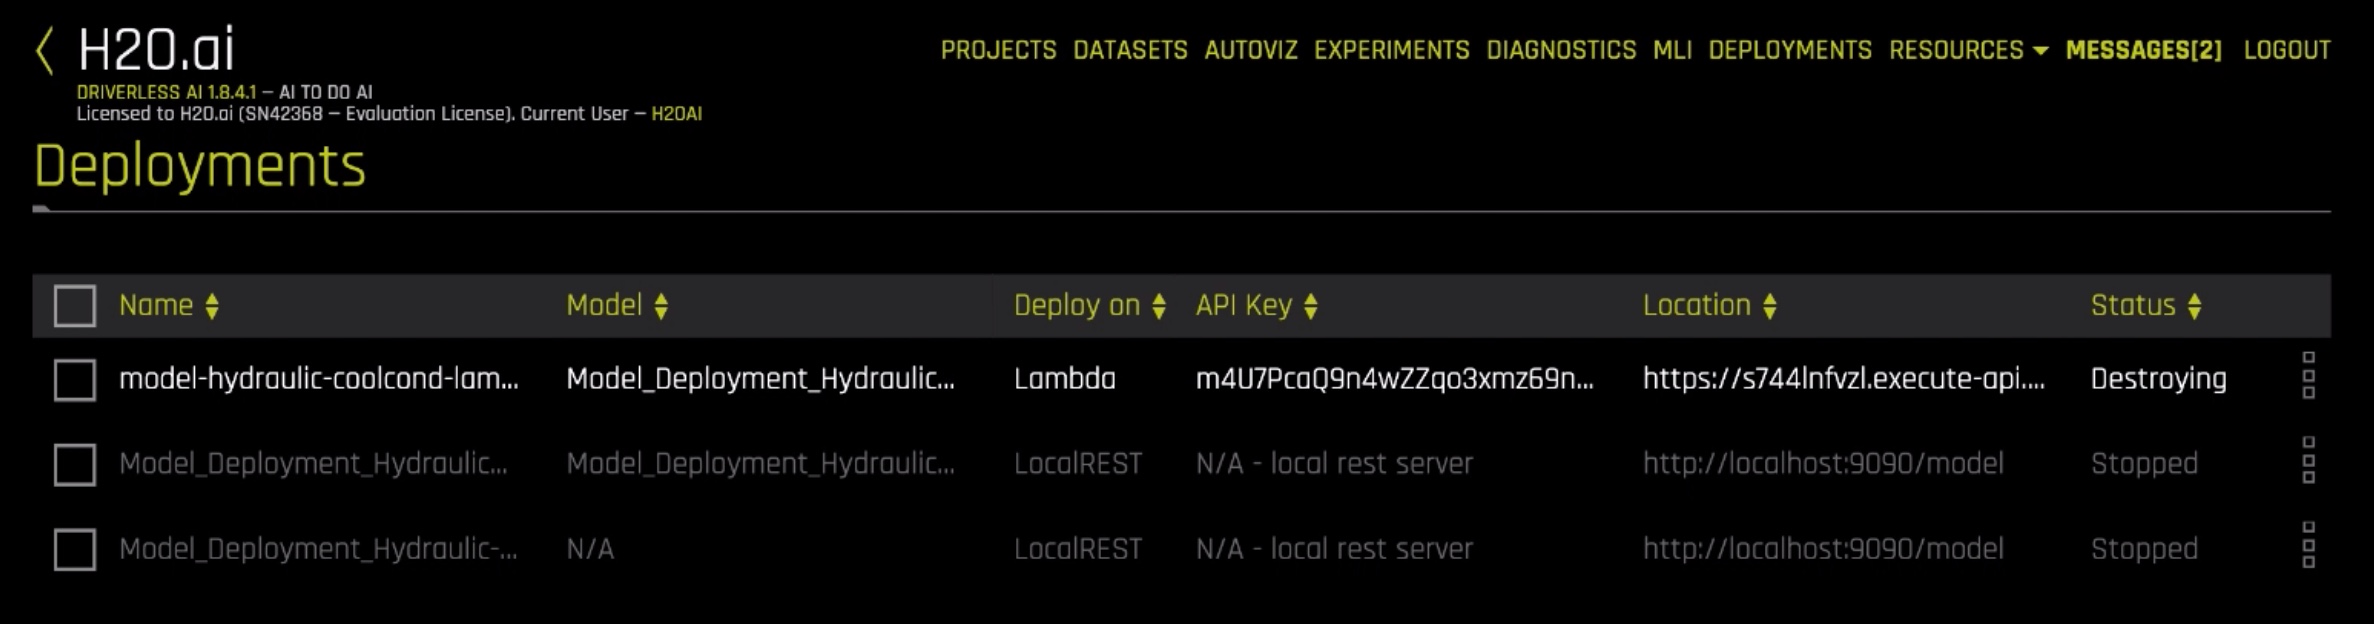 H2O.ai
PROJECTS DATASETS AUTOVIZ EXPERIMENTS DIAGNOSTICS MLI DEPLOYMENTS RESOURCES MESSAGES[2] LOGOUT
DRIVERLESS AI 1.8.4.1 – AI TO DO AI
Licensed to H2O.ai (SN42368 – Evaluation License). Current User – H2OAI
Deployments
Name Model Deploy on API Key Location Status
model-hydraulic-coolcond-lam... Model_Deployment_Hydraulic... Lambda m4U7PcaQ9n4wZZqo3xmz69n... https://s744lnfvzl.execute-api.... Destroying
Model_Deployment_Hydraulic... Model_Deployment_Hydraulic... LocalREST N/A - local rest server http://localhost:9090/model Stopped
Model_Deployment_Hydraulic-... N/A LocalREST N/A - local rest server http://localhost:9090/model Stopped